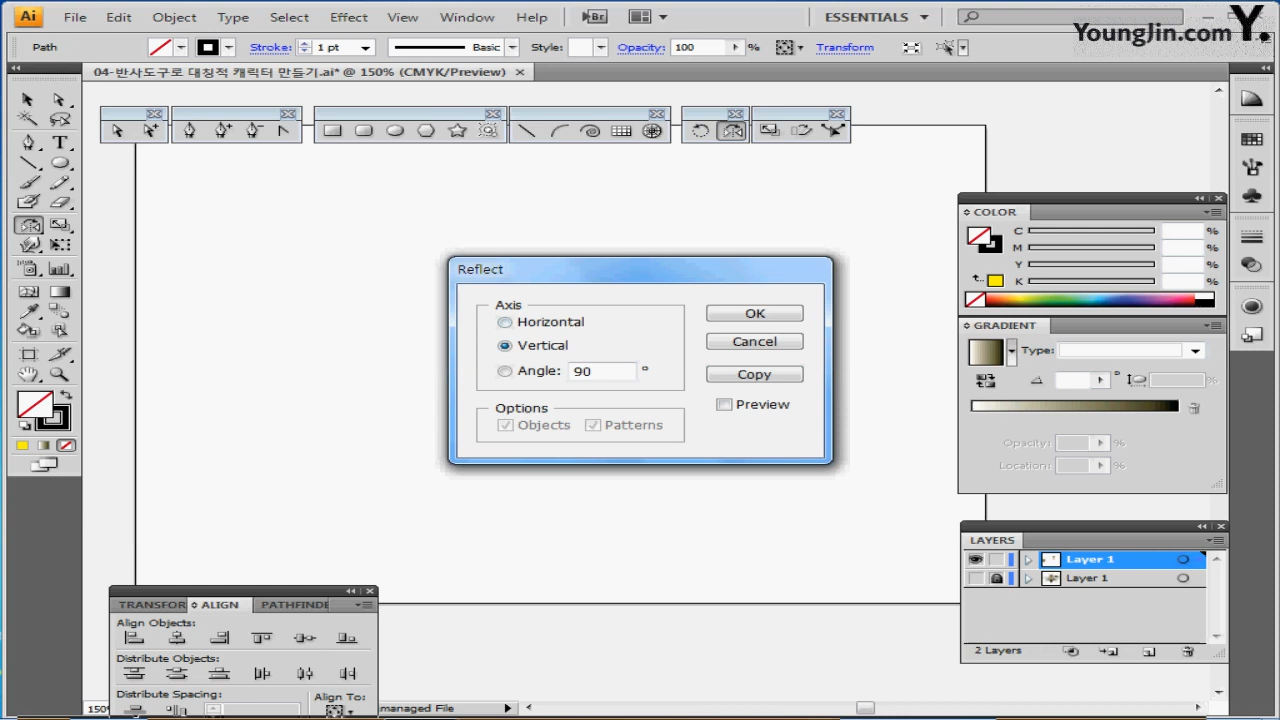 Ai File Edit Object Type Select Effect View Window Help Br ESSENTIALS
YoungJin.com Y.
Path Stroke: 1 pt Basic Style: Opacity: 100 % Transform
04-반사도구로 대칭적 캐릭터 만들기.ai* @ 150% (CMYK/Preview)
COLOR
C %
M %
Y %
K %
Reflect
Axis
Horizontal
Vertical
Angle: 90 °
Options
Objects Patterns
OK
Cancel
Copy
Preview
GRADIENT
Type:
° %
Opacity: %
Location: %
LAYERS
Layer 1
Layer 1
2 Layers
TRANSFOR ALIGN PATHFINDE
Align Objects:
Distribute Objects:
Distribute Spacing: Align To:
150% managed File